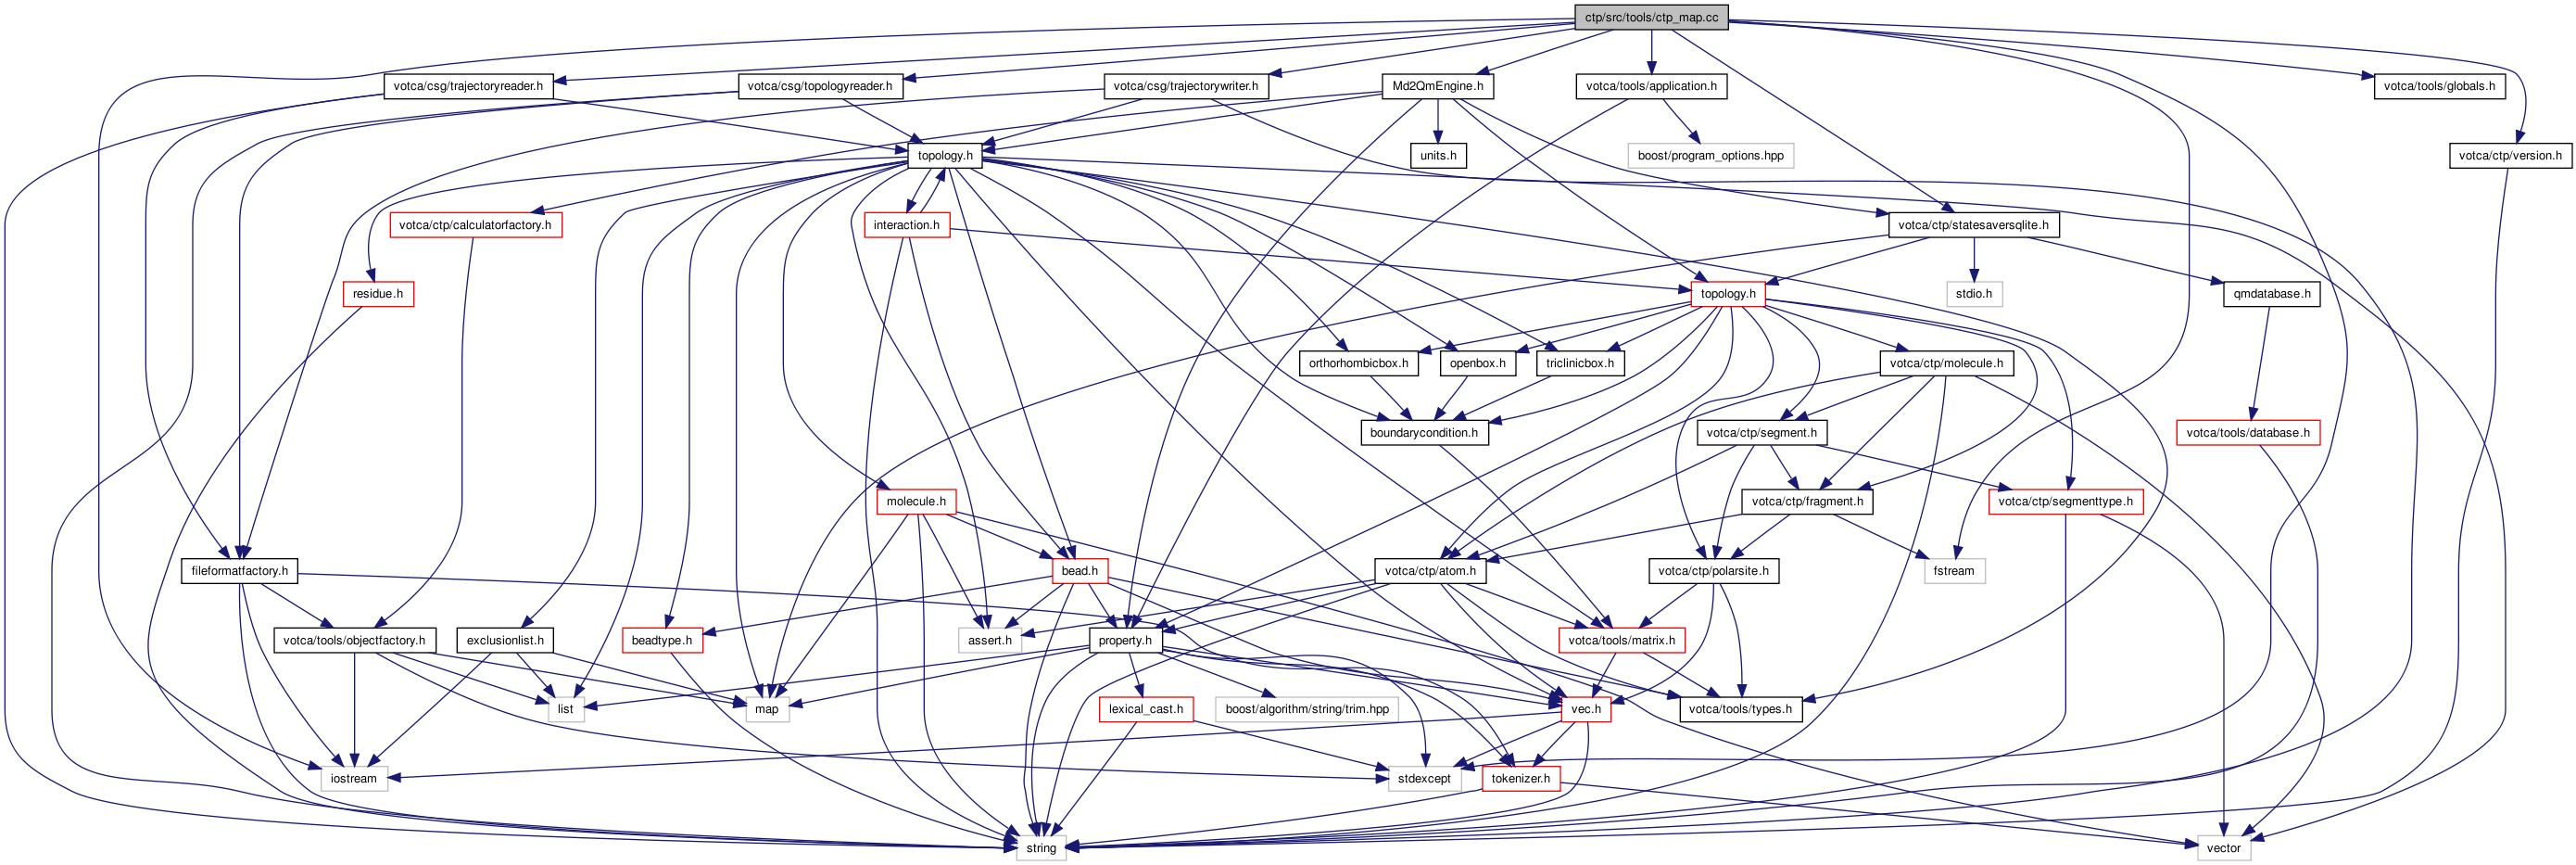 ctp/src/tools/ctp_map.cc
votca/csg/trajectoryreader.h
votca/csg/topologyreader.h
votca/csg/trajectorywriter.h
Md2QmEngine.h
votca/tools/application.h
votca/tools/globals.h
topology.h
units.h
boost/program_options.hpp
votca/ctp/version.h
votca/ctp/calculatorfactory.h
interaction.h
votca/ctp/statesaversqlite.h
residue.h
topology.h
stdio.h
qmdatabase.h
orthorhombicbox.h
openbox.h
triclinicbox.h
votca/ctp/molecule.h
boundarycondition.h
votca/ctp/segment.h
votca/tools/database.h
molecule.h
votca/ctp/fragment.h
votca/ctp/segmenttype.h
fileformatfactory.h
bead.h
votca/ctp/atom.h
votca/ctp/polarsite.h
fstream
votca/tools/objectfactory.h
exclusionlist.h
beadtype.h
assert.h
property.h
votca/tools/matrix.h
list
map
lexical_cast.h
boost/algorithm/string/trim.hpp
vec.h
votca/tools/types.h
iostream
stdexcept
tokenizer.h
string
vector